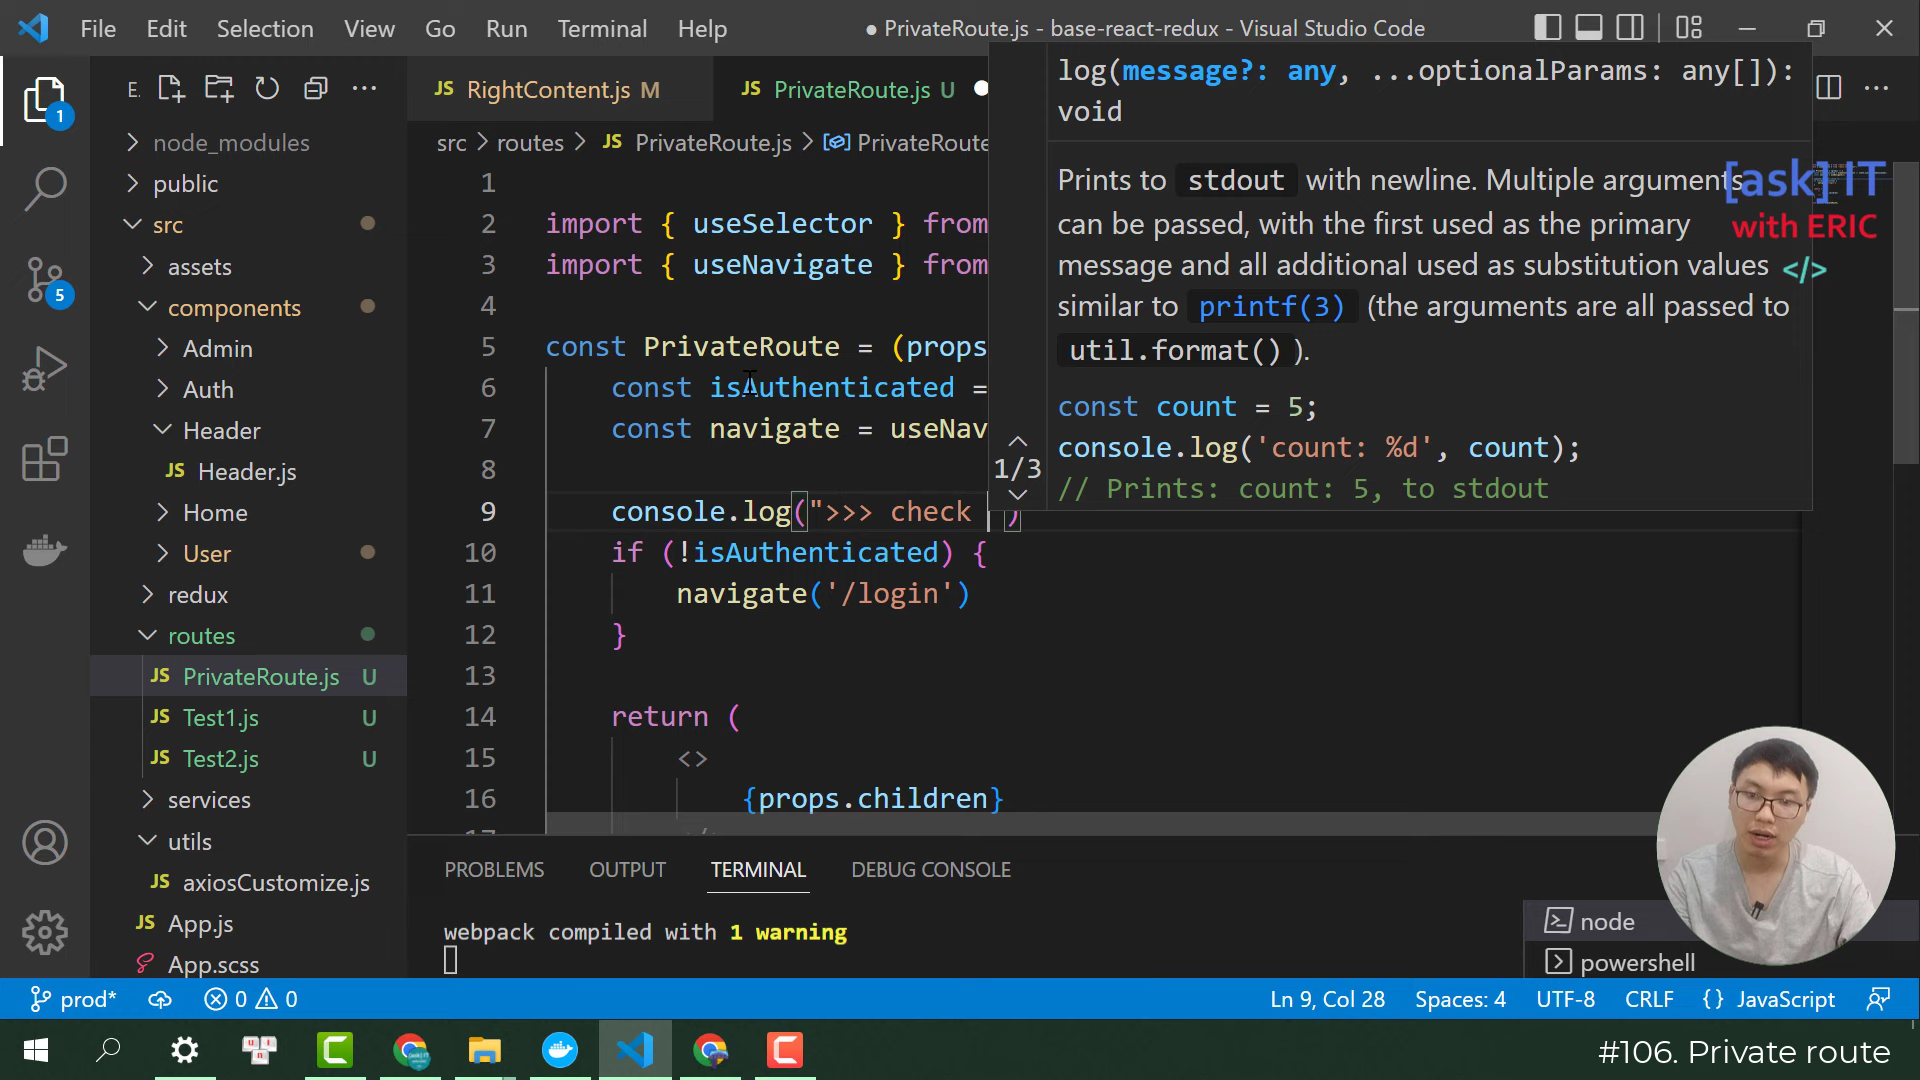 File Edit Selection View Go Run Terminal Help
● PrivateRoute.js - base-react-redux - Visual Studio Code
E.
RightContent.js M
PrivateRoute.js U
src > routes > JS PrivateRoute.js > PrivateRoute
1
node_modules
public
src
assets
components
Admin
Auth
Header
JS Header.js
Home
User
redux
routes
JS PrivateRoute.js U
JS Test1.js U
JS Test2.js U
services
utils
JS axiosCustomize.js
JS App.js
App.scss
5
1
2 import { useSelector } from
3 import { useNavigate } from
4
5 const PrivateRoute = (props
6 const isAuthenticated =
7 const navigate = useNav
8
9 console.log(">>> check ")
10 if (!isAuthenticated) {
11 navigate('/login')
12 }
13
14 return (
15 <>
16 {props.children}
17
log(message?: any, ...optionalParams: any[]):
void
Prints to stdout with newline. Multiple arguments
can be passed, with the first used as the primary
message and all additional used as substitution values
similar to printf(3) (the arguments are all passed to
util.format() ).
const count = 5;
console.log('count: %d', count);
// Prints: count: 5, to stdout
1/3
[ask] IT
with ERIC
</>
PROBLEMS OUTPUT TERMINAL DEBUG CONSOLE
webpack compiled with 1 warning
node
powershell
prod* 0 0
Ln 9, Col 28 Spaces: 4 UTF-8 CRLF {} JavaScript
#106. Private route